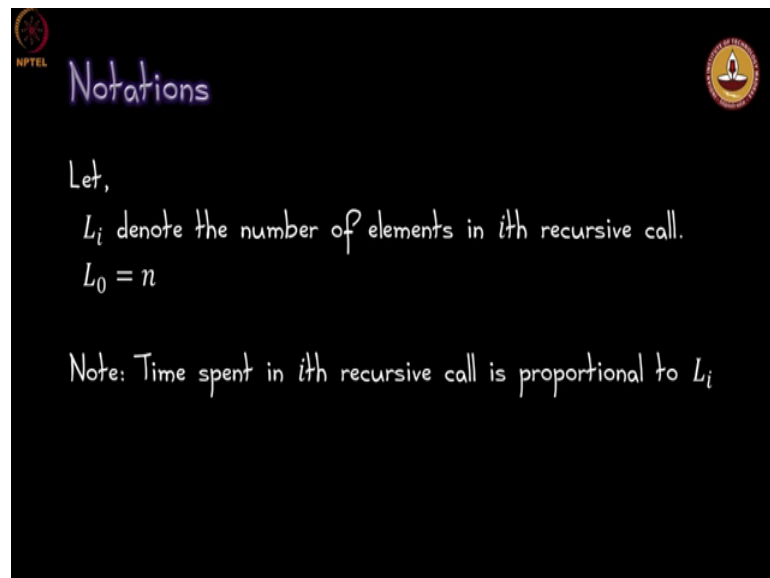 NPTEL
Notations
Let,
L_i denote the number of elements in ith recursive call.
L_0 = n
Note: Time spent in ith recursive call is proportional to L_i